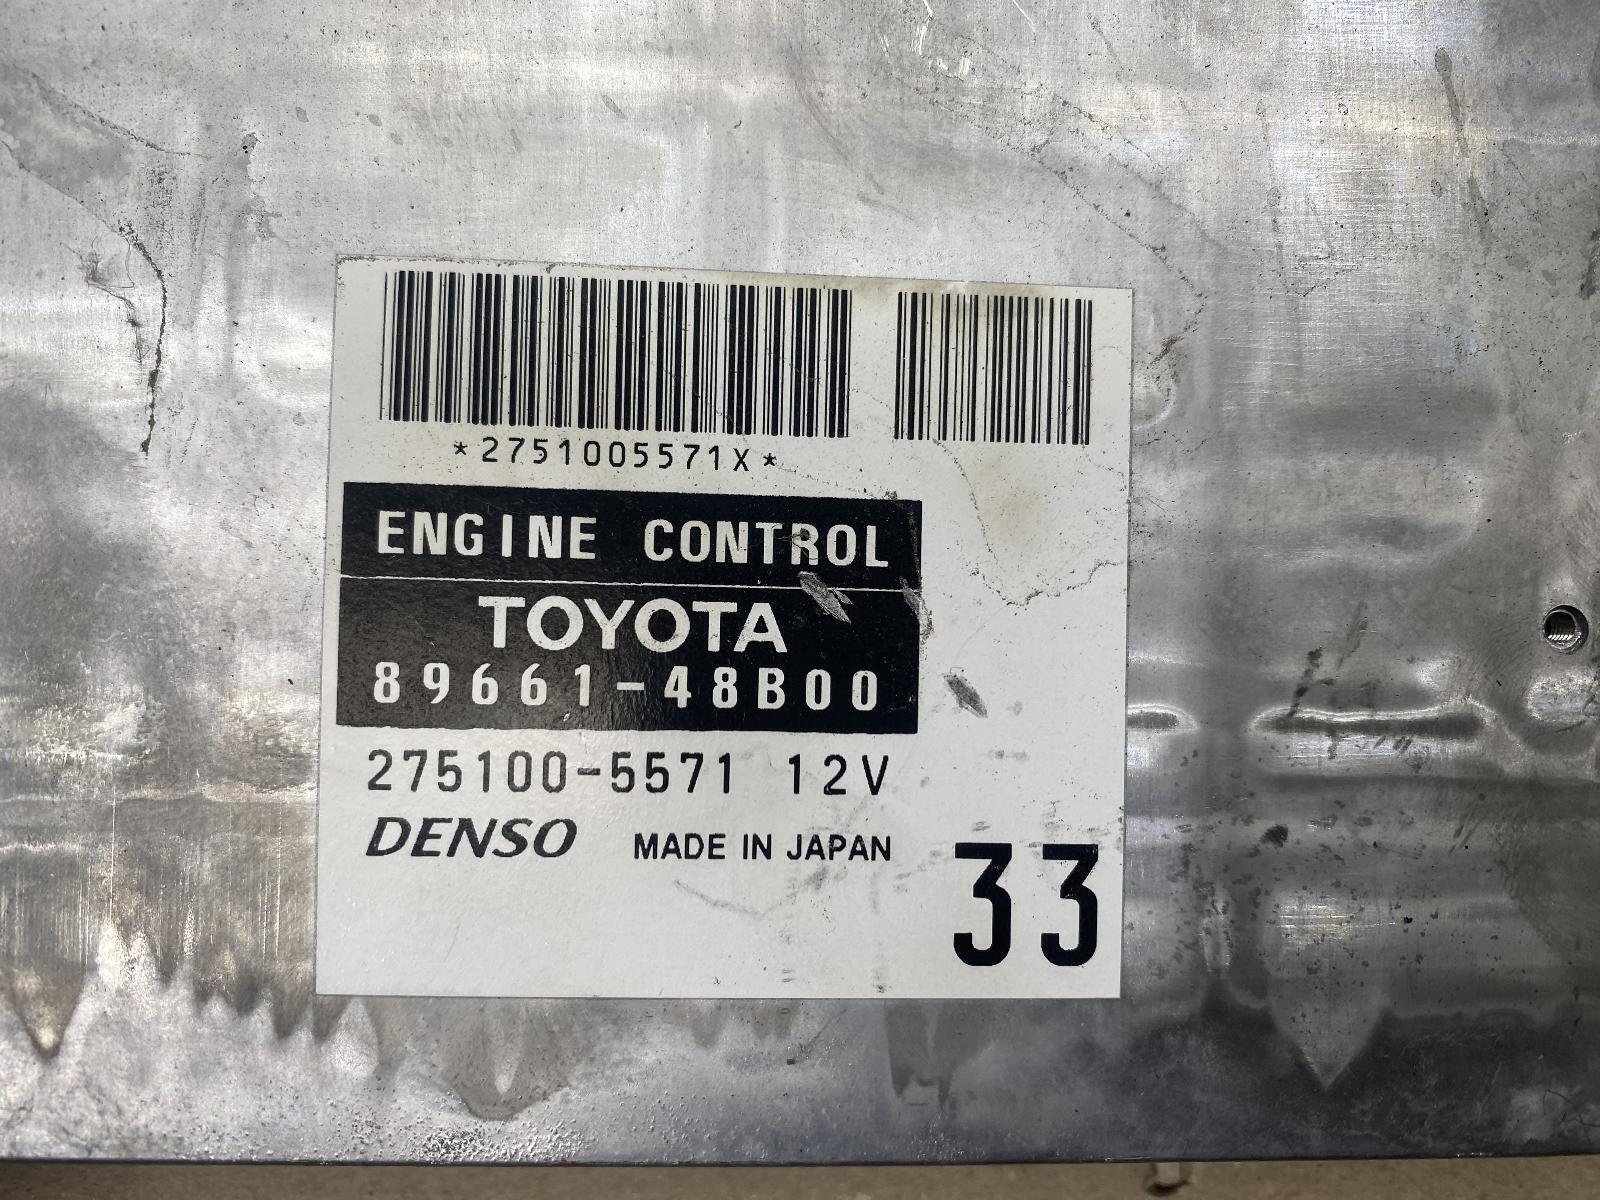 *2751005571X*
ENGINE CONTROL
TOYOTA
89661-48B00
275100-5571 12V
DENSO MADE IN JAPAN
33